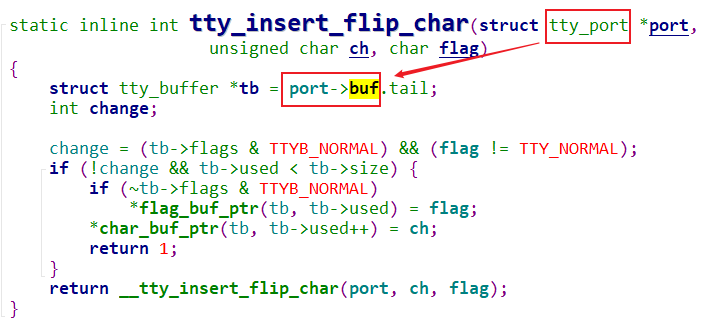 static inline int tty_insert_flip_char(struct tty_port *port,
unsigned char ch, char flag)
{
struct tty_buffer *tb = port->buf.tail;
int change;
change = (tb->flags & TTYB_NORMAL) && (flag != TTY_NORMAL);
if (!change && tb->used < tb->size) {
if (~tb->flags & TTYB_NORMAL)
*flag_buf_ptr(tb, tb->used) = flag;
*char_buf_ptr(tb, tb->used++) = ch;
return 1;
}
return __tty_insert_flip_char(port, ch, flag);
}